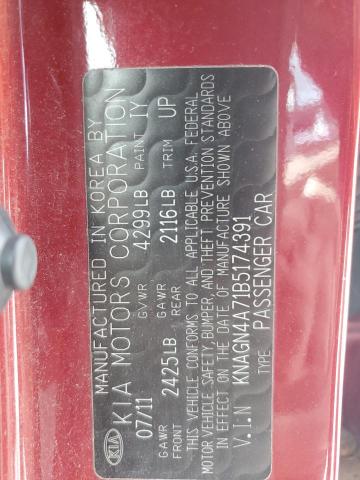 MANUFACTURED IN KOREA BY
KIA KIA MOTORS CORPORATION
07/11 GVWR 4299LB PAINT IY
GAWR FRONT 2425LB GAWR REAR 2116LB TRIM UP
THIS VEHICLE CONFORMS TO ALL APPLICABLE U.S.A. FEDERAL
MOTOR VEHICLE SAFETY, BUMPER, AND THEFT PREVENTION STANDARDS
IN EFFECT ON THE DATE OF MANUFACTURE SHOWN ABOVE
V.I.N KNAGN4A71B5174391
TYPE PASSENGER CAR